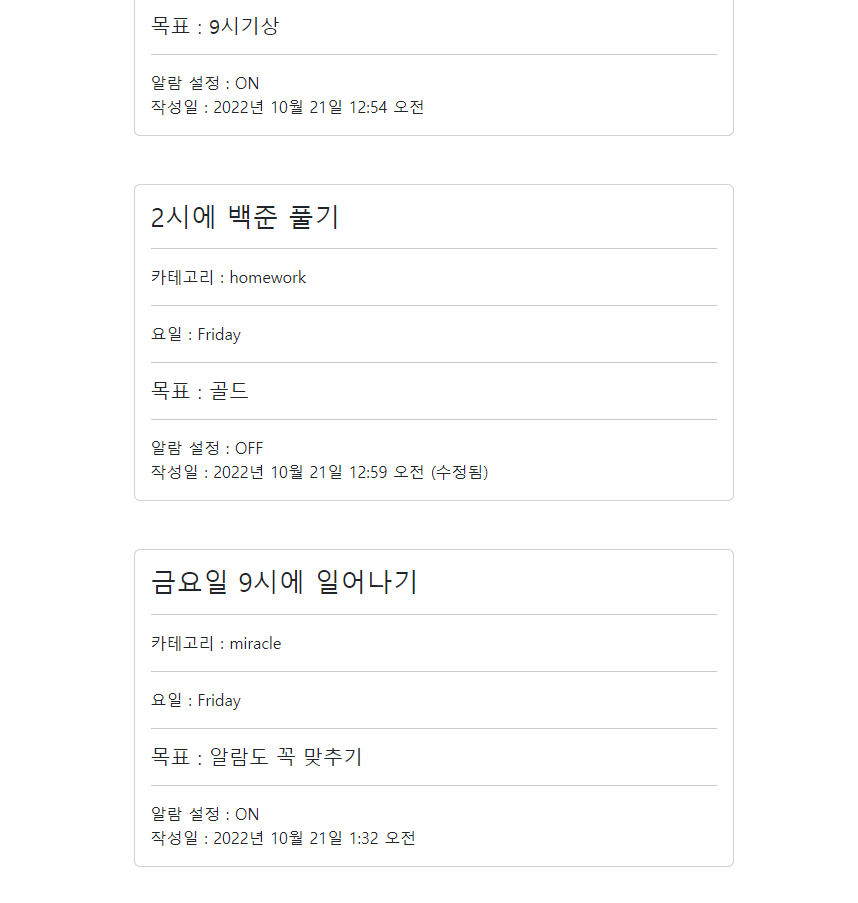 목표 : 9시기상
알람 설정 : ON
작성일 : 2022년 10월 21일 12:54 오전
2시에 백준 풀기
카테고리 : homework
요일 : Friday
목표 : 골드
알람 설정 : OFF
작성일 : 2022년 10월 21일 12:59 오전 (수정됨)
금요일 9시에 일어나기
카테고리 : miracle
요일 : Friday
목표 : 알람도 꼭 맞추기
알람 설정 : ON
작성일 : 2022년 10월 21일 1:32 오전